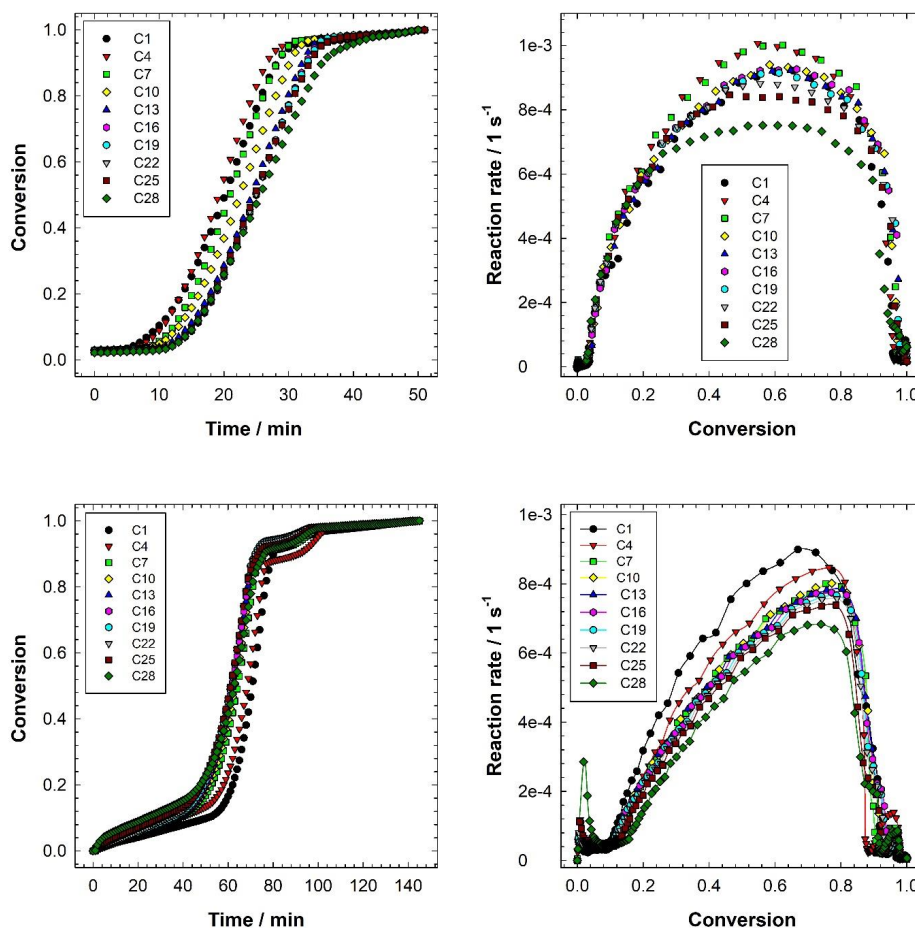 1.0
0.8
0.6
0.4
0.2
0.0
Conversion
C1
C4
C7
C10
C13
C16
C19
C22
C25
C28
0 10 20 30 40 50
Time / min
1e-3
8e-4
6e-4
4e-4
2e-4
0
Reaction rate / 1 s⁻¹
C1
C4
C7
C10
C13
C16
C19
C22
C25
C28
0.0 0.2 0.4 0.6 0.8 1.0
Conversion
1.0
0.8
0.6
0.4
0.2
0.0
Conversion
C1
C4
C7
C10
C13
C16
C19
C22
C25
C28
0 20 40 60 80 100 120 140
Time / min
1e-3
8e-4
6e-4
4e-4
2e-4
0
Reaction rate / 1 s⁻¹
C1
C4
C7
C10
C13
C16
C19
C22
C25
C28
0.0 0.2 0.4 0.6 0.8 1.0
Conversion